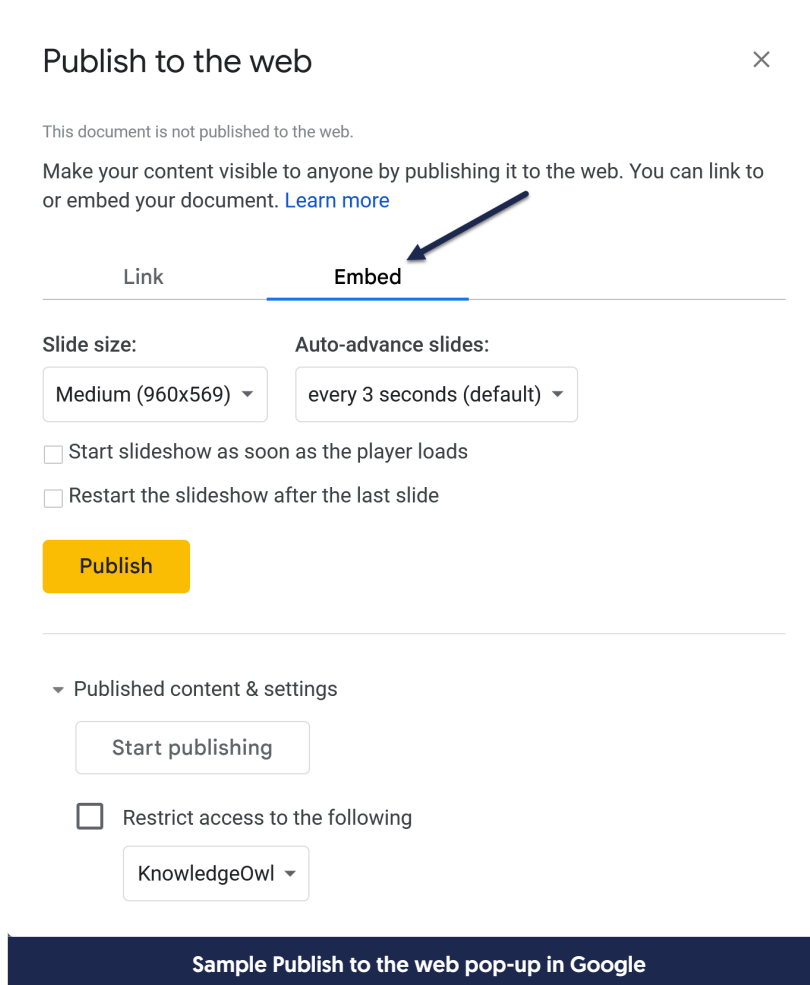 Publish to the web
This document is not published to the web.
Make your content visible to anyone by publishing it to the web. You can link to
or embed your document. Learn more
Link Embed
Slide size: Auto-advance slides:
Medium (960x569) every 3 seconds (default)
Start slideshow as soon as the player loads
Restart the slideshow after the last slide
Publish
Published content & settings
Start publishing
Restrict access to the following
KnowledgeOwl
Sample Publish to the web pop-up in Google